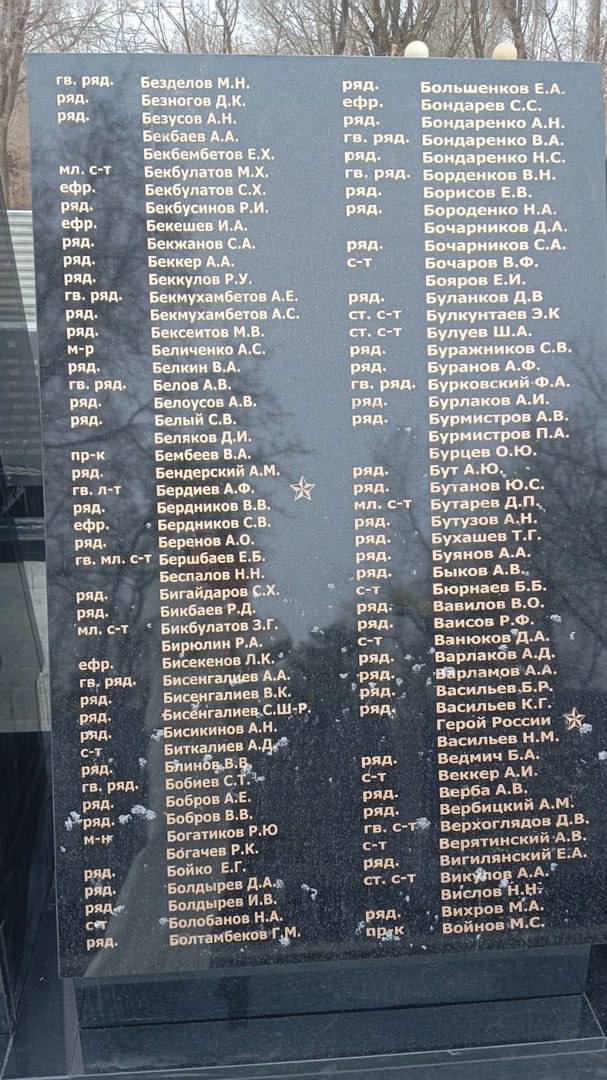 гв. ряд. Безделов М.Н.
ряд. Безногов Д.К.
ряд. Безусов А.Н.
Бекбаев А.А.
Бекбембетов Е.Х.
мл. с-т Бекбулатов М.Х.
ефр. Бекбулатов С.Х.
ряд. Бекбусинов Р.И.
ефр. Бекешев И.А.
ряд. Бекжанов С.А.
ряд. Беккер А.А.
ряд. Беккулов Р.У.
гв. ряд. Бекмухамбетов А.Е.
ряд. Бекмухамбетов А.С.
ряд. Бексеитов М.В.
м-р Беличенко А.С.
ряд. Белкин В.А.
гв. ряд. Белов А.В.
ряд. Белоусов А.В.
ряд. Белый С.В.
Беляков Д.И.
пр-к Бембеев В.А.
ряд. Бендерский А.М.
гв. л-т Бердиев А.Ф.
ряд. Бердников В.В.
ефр. Бердников С.В.
ряд. Беренов А.О.
гв. мл. с-т Бершбаев Е.Б.
Беспалов Н.Н.
ряд. Бигайдаров С.Х.
ряд. Бикбаев Р.Д.
мл. с-т Бикбулатов З.Г.
Бирюлин Р.А.
ефр. Бисекенов Л.К.
гв. ряд. Бисенгалиев А.А.
ряд. Бисенгалиев В.К.
ряд. Бисенгалиев С.Ш-Р.
ряд. Бисикинов А.Н.
с-т Биткалиев А.Д.
ряд. Блинов В.В.
гв. ряд. Бобиев С.Т.
ряд. Бобров А.Е.
ряд. Бобров В.В.
м-н Богатиков Р.Ю
Богачев Р.К.
ряд. Бойко Е.Г.
ряд. Болдырев Д.А.
ряд. Болдырев И.В.
с-т Болобанов Н.А.
ряд. Болтамбеков Г.М.
ряд. Большенков Е.А.
ефр. Бондарев С.С.
ряд. Бондаренко А.Н.
гв. ряд. Бондаренко В.А.
ряд. Бондаренко Н.С.
гв. ряд. Борденков В.Н.
ряд. Борисов Е.В.
ряд. Бороденко Н.А.
Бочарников Д.А.
ряд. Бочарников С.А.
с-т Бочаров В.Ф.
Бояров Е.И.
ряд. Буланков Д.В
ст. с-т Булкунтаев Э.К
ст. с-т Булуев Ш.А.
ряд. Буражников С.В.
ряд. Буранов А.Ф.
гв. ряд. Бурковский Ф.А.
ряд. Бурлаков А.И.
ряд. Бурмистров А.В.
Бурмистров П.А.
Бурцев О.Ю.
ряд. Бут А.Ю.
ряд. Бутанов Ю.С.
мл. с-т Бутарев Д.П.
ряд. Бутузов А.Н.
ряд. Бухашев Т.Г.
ряд. Буянов А.А.
ряд. Быков А.В.
с-т Бюрнаев Б.Б.
ряд. Вавилов В.О.
ряд. Ваисов Р.Ф.
с-т Ванюков Д.А.
ряд. Варлаков А.Д.
ряд. Варламов А.А.
ряд. Васильев Б.Р.
ряд. Васильев К.Г.
Герой России
Васильев Н.М.
ряд. Ведмич Б.А.
с-т Веккер А.И.
ряд. Верба А.В.
ряд. Вербицкий А.М.
гв. с-т Верхоглядов Д.В.
с-т Верятинский А.В.
ряд. Вигилянский Е.А.
ст. с-т Викулов А.А.
Вислов Н.Н.
ряд. Вихров М.А.
пр-к Войнов М.С.